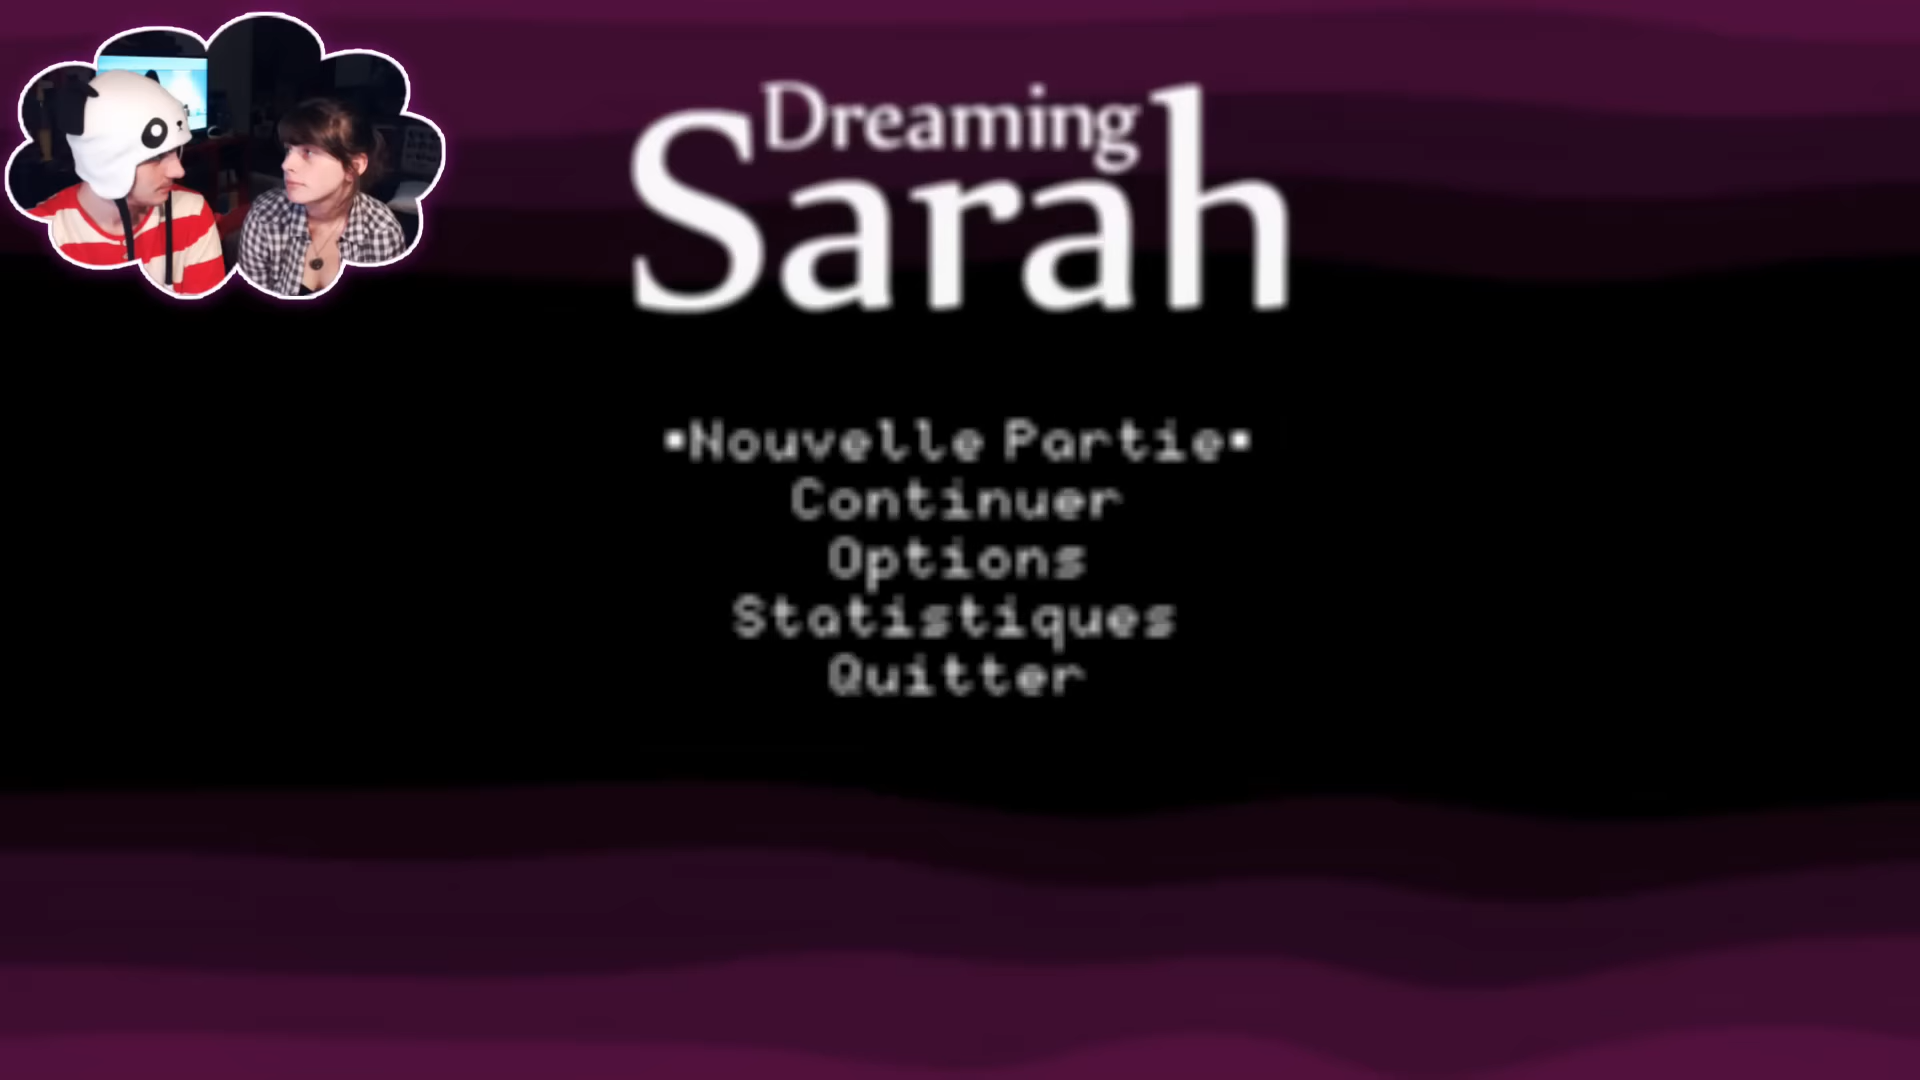 Dreaming
Sarah
▪Nouvelle Partie▪
Continuer
Options
Statistiques
Quitter